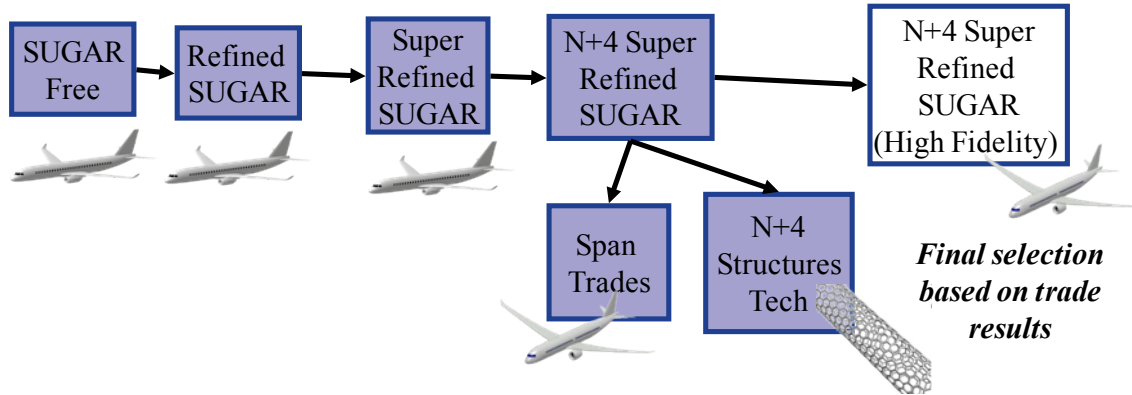 SUGAR
Free
Refined
SUGAR
Super
Refined
SUGAR
N+4 Super
Refined
SUGAR
N+4 Super
Refined
SUGAR
(High Fidelity)
Span
Trades
N+4
Structures
Tech
Final selection
based on trade
results